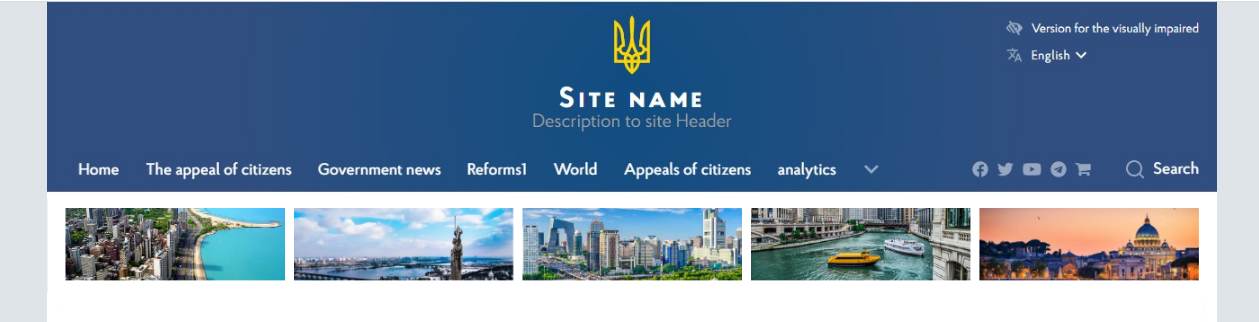 Version for the visually impaired
English
SITE NAME
Description to site Header
Home The appeal of citizens Government news Reforms1 World Appeals of citizens analytics Search